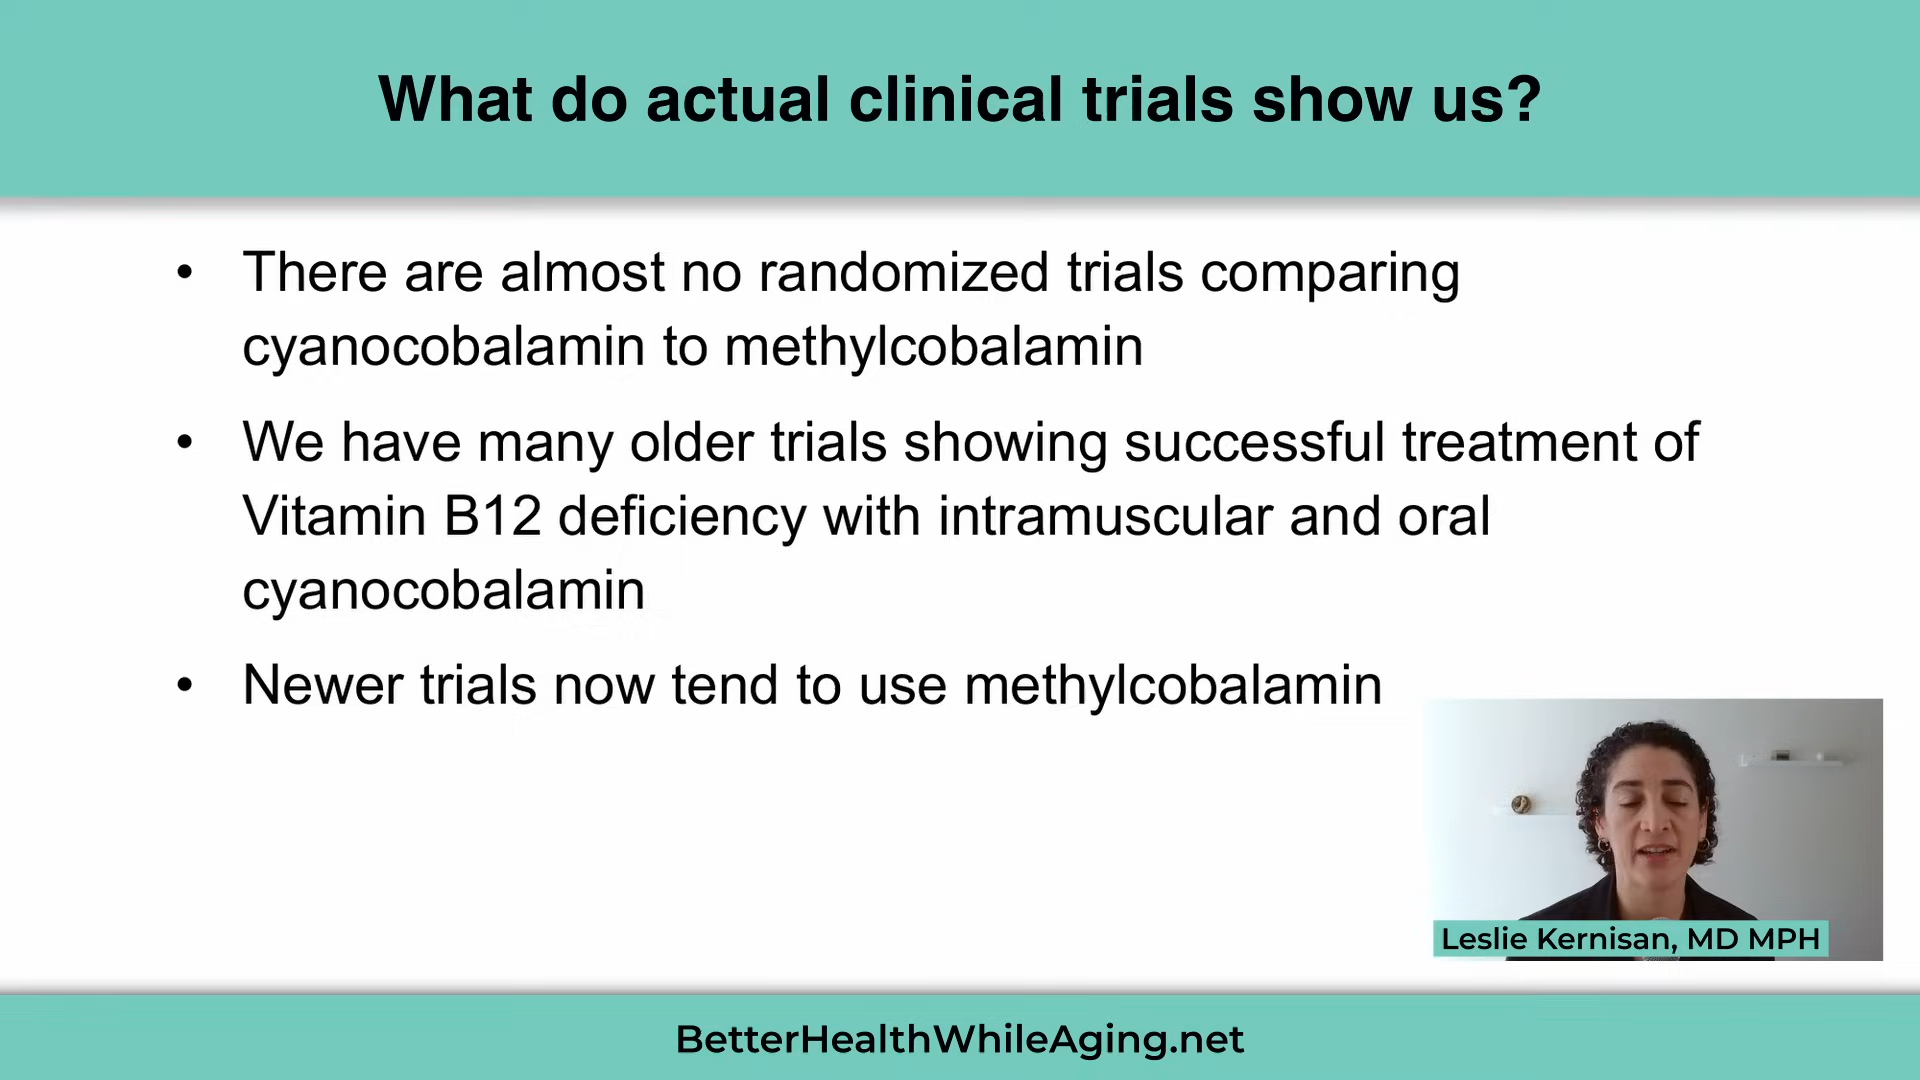 What do actual clinical trials show us?
• There are almost no randomized trials comparing
cyanocobalamin to methylcobalamin
• We have many older trials showing successful treatment of
Vitamin B12 deficiency with intramuscular and oral
cyanocobalamin
• Newer trials now tend to use methylcobalamin
Leslie Kernisan, MD MPH
BetterHealthWhileAging.net